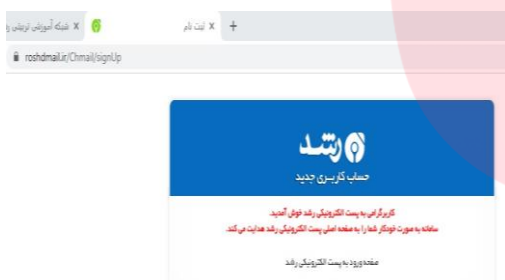 شبکه آموزشی تربیتی ر
ثبت نام
roshdmail.ir/Chmail/signUp
رشد
حساب کاربری جدید
کاربر گرامی به پست الکترونیکی رشد خوش آمدید.
سامانه به صورت خودکار شما را به صفحه اصلی پست الکترونیکی رشد هدایت می کند.
صفحه ورود به پست الکترونیکی رشد